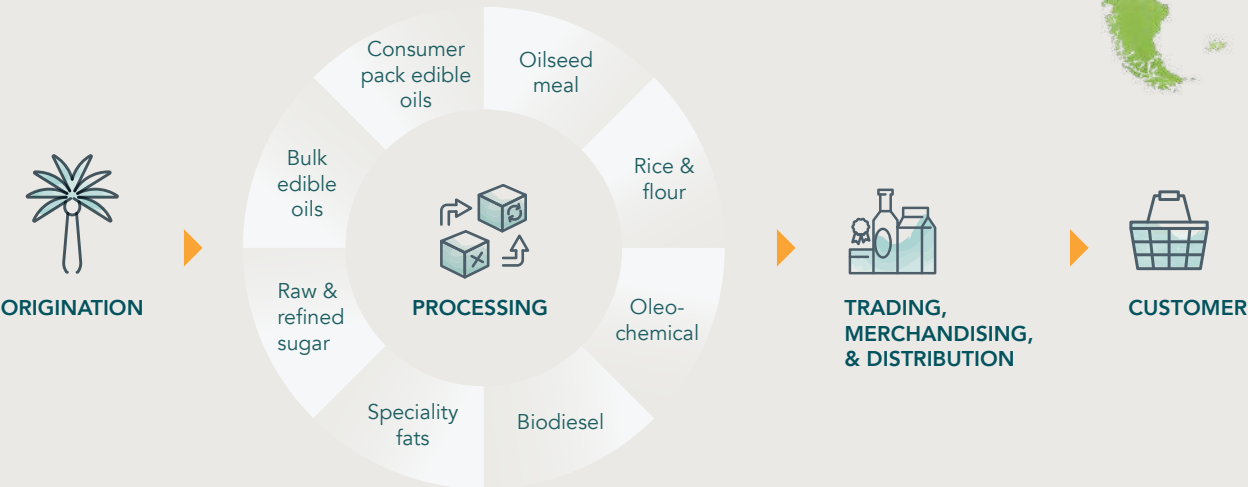 ORIGINATION
Consumer
pack edible
oils
Oilseed
meal
Rice &
flour
Oleo-
chemical
Biodiesel
Speciality
fats
Raw &
refined
sugar
Bulk
edible
oils
PROCESSING
TRADING,
MERCHANDISING,
& DISTRIBUTION
CUSTOMER